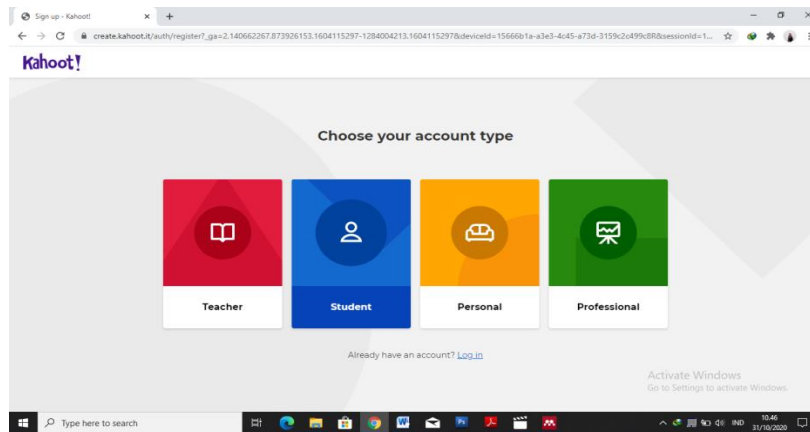 Sign up - Kahoot!
create.kahoot.it/auth/register?_ga=2.140662267.873926153.1604115297-1284004213.1604115297&deviceId=15666b1a-a3e3-4c45-a73d-3159c2c499c8R&sessionId=1...
Kahoot!
Choose your account type
Teacher
Student
Personal
Professional
Already have an account? Log in
Activate Windows
Go to Settings to activate Windows.
Type here to search
W
Ps
IND
10.46
31/10/2020